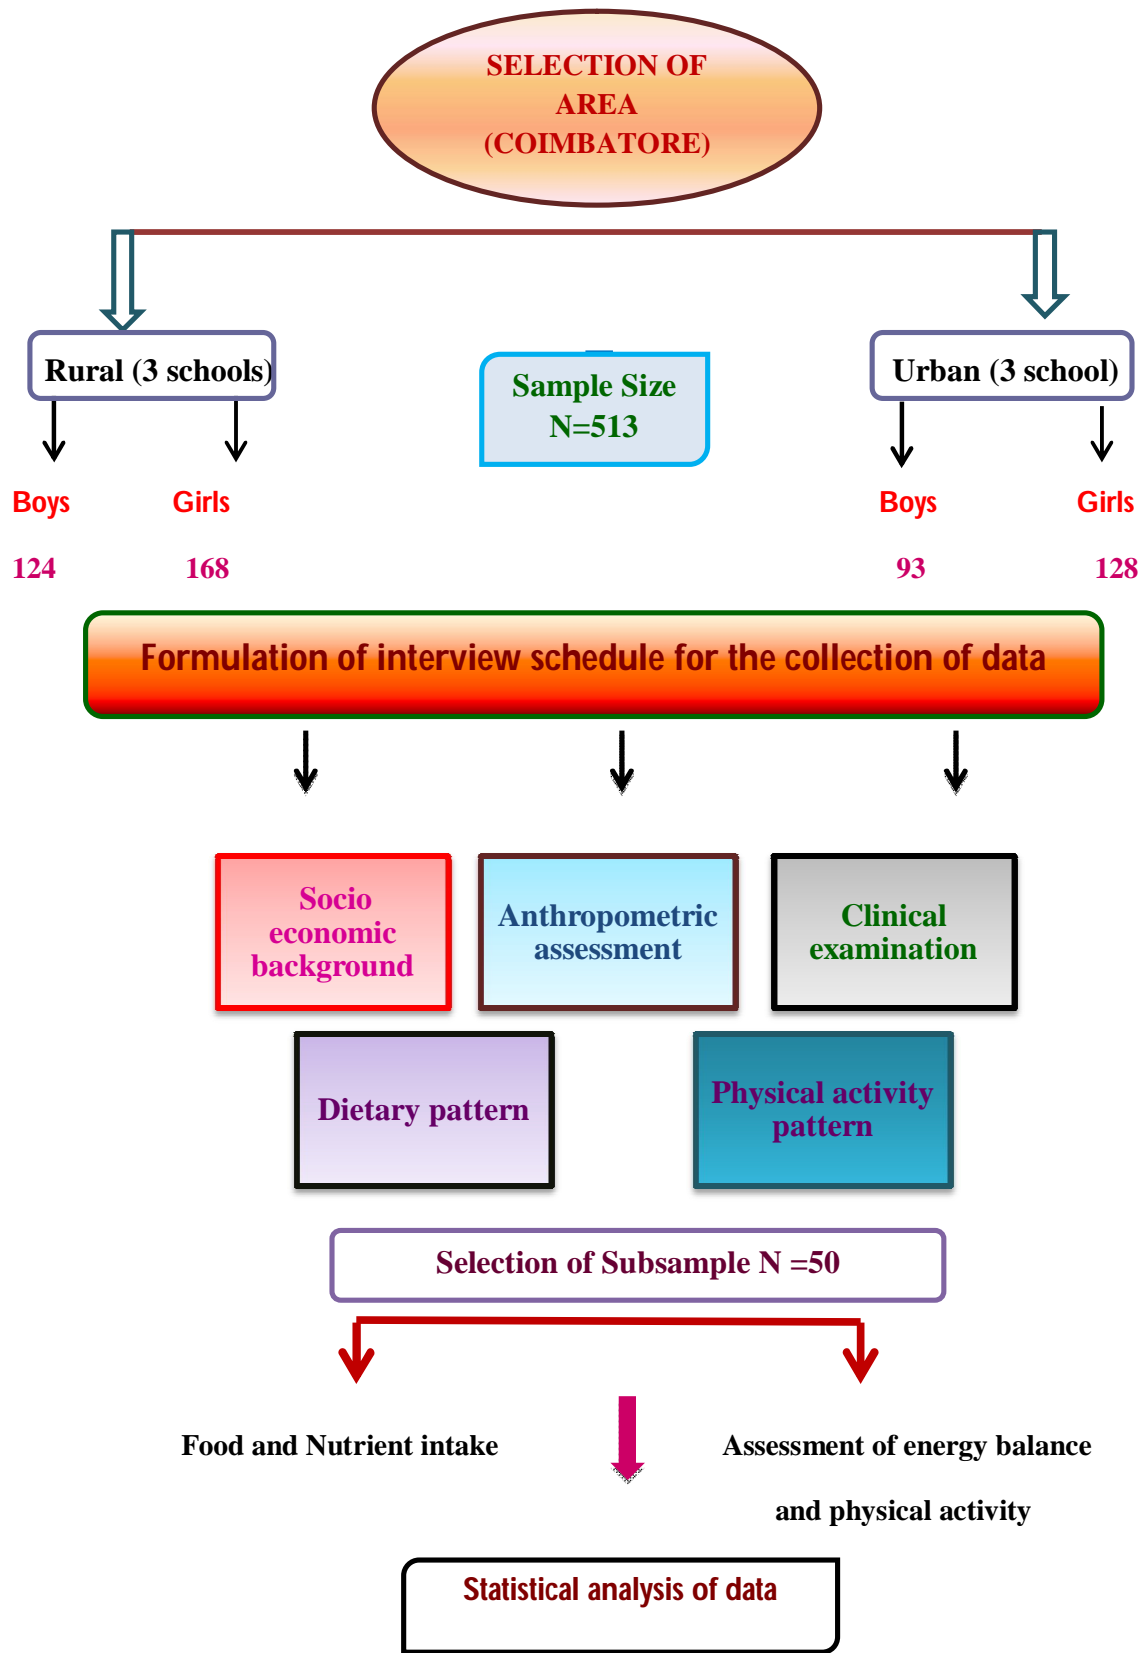 SELECTION OF
AREA
(COIMBATORE)
Rural (3 schools)
Sample Size
N=513
Urban (3 school)
Boys
Girls
Boys
Girls
124
168
93
128
Formulation of interview schedule for the collection of data
Socio
economic
background
Anthropometric
assessment
Clinical
examination
Dietary pattern
Physical activity
pattern
Selection of Subsample N =50
Food and Nutrient intake
Assessment of energy balance
and physical activity
Statistical analysis of data